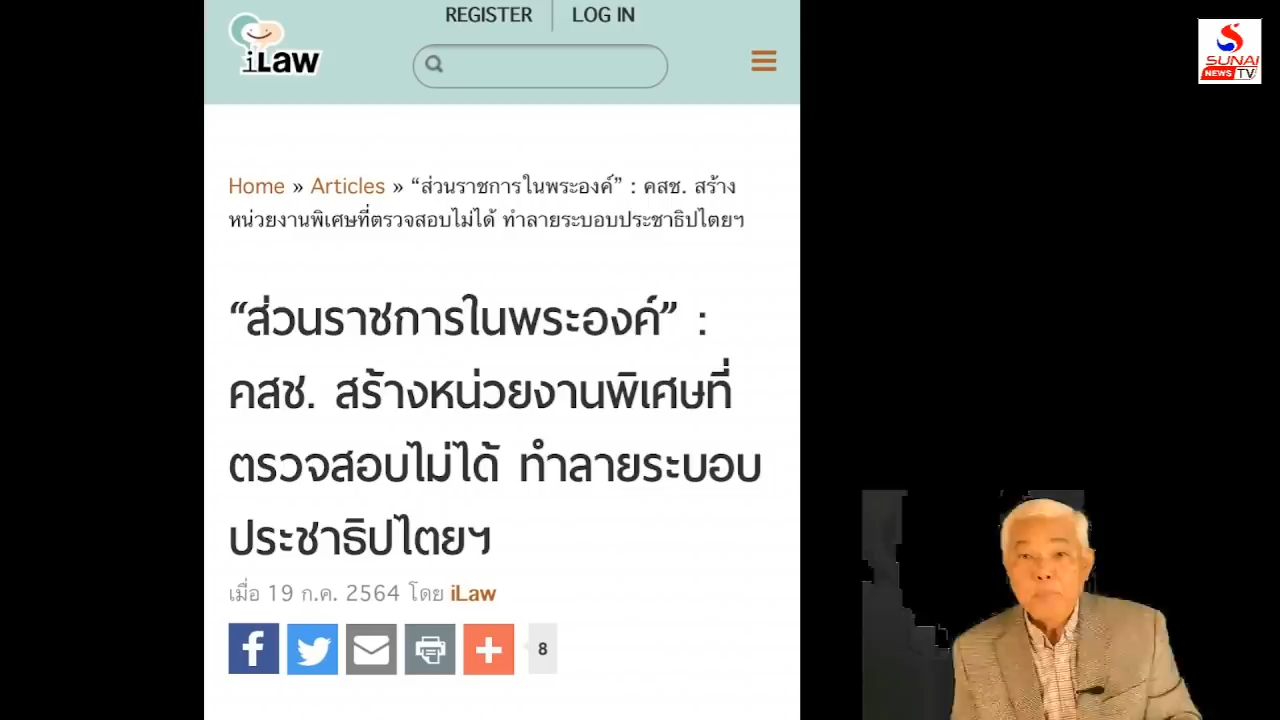 REGISTER LOG IN
iLaw
SUNAI
NEWS TV
Home » Articles » “ส่วนราชการในพระองค์” : คสช. สร้าง
หน่วยงานพิเศษที่ตรวจสอบไม่ได้ ทำลายระบอบประชาธิปไตยฯ
“ส่วนราชการในพระองค์” :
คสช. สร้างหน่วยงานพิเศษที่
ตรวจสอบไม่ได้ ทำลายระบอบ
ประชาธิปไตยฯ
เมื่อ 19 ก.ค. 2564 โดย iLaw
8